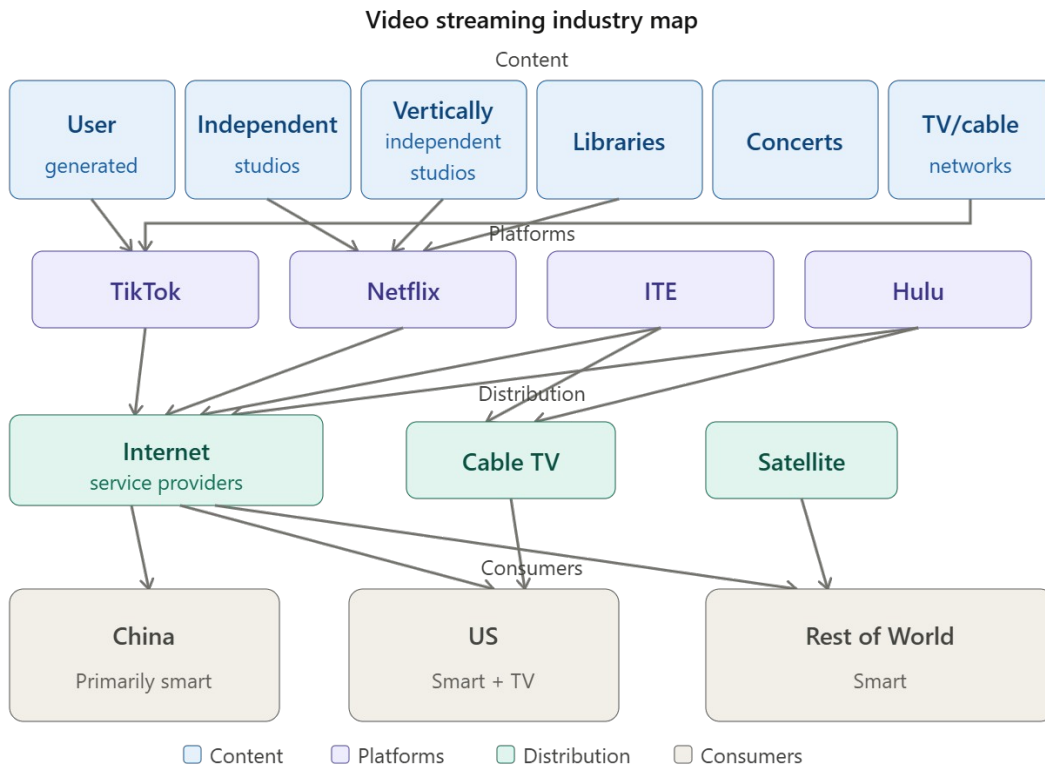 Video streaming industry map
Content
User
generated
Independent
studios
Vertically
independent
studios
Libraries
Concerts
TV/cable
networks
Platforms
TikTok
Netflix
ITE
Hulu
Distribution
Internet
service providers
Cable TV
Satellite
Consumers
China
Primarily smart
US
Smart + TV
Rest of World
Smart
Content
Platforms
Distribution
Consumers